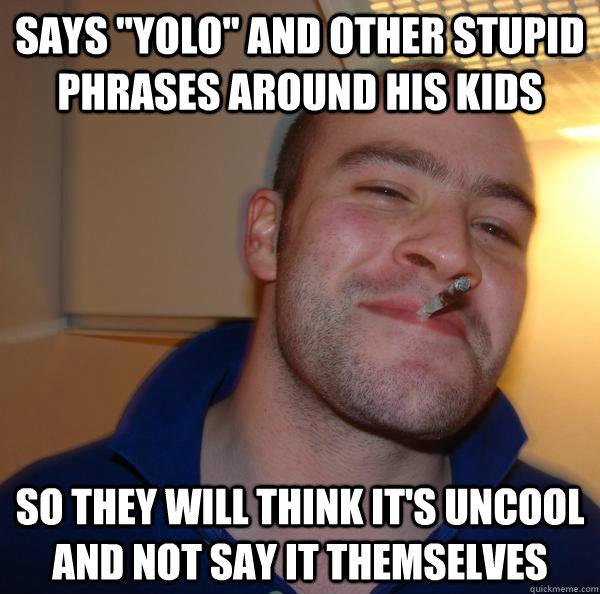 SAYS "YOLO" AND OTHER STUPID
PHRASES AROUND HIS KIDS
SO THEY WILL THINK IT'S UNCOOL
AND NOT SAY IT THEMSELVES
quickmeme.com